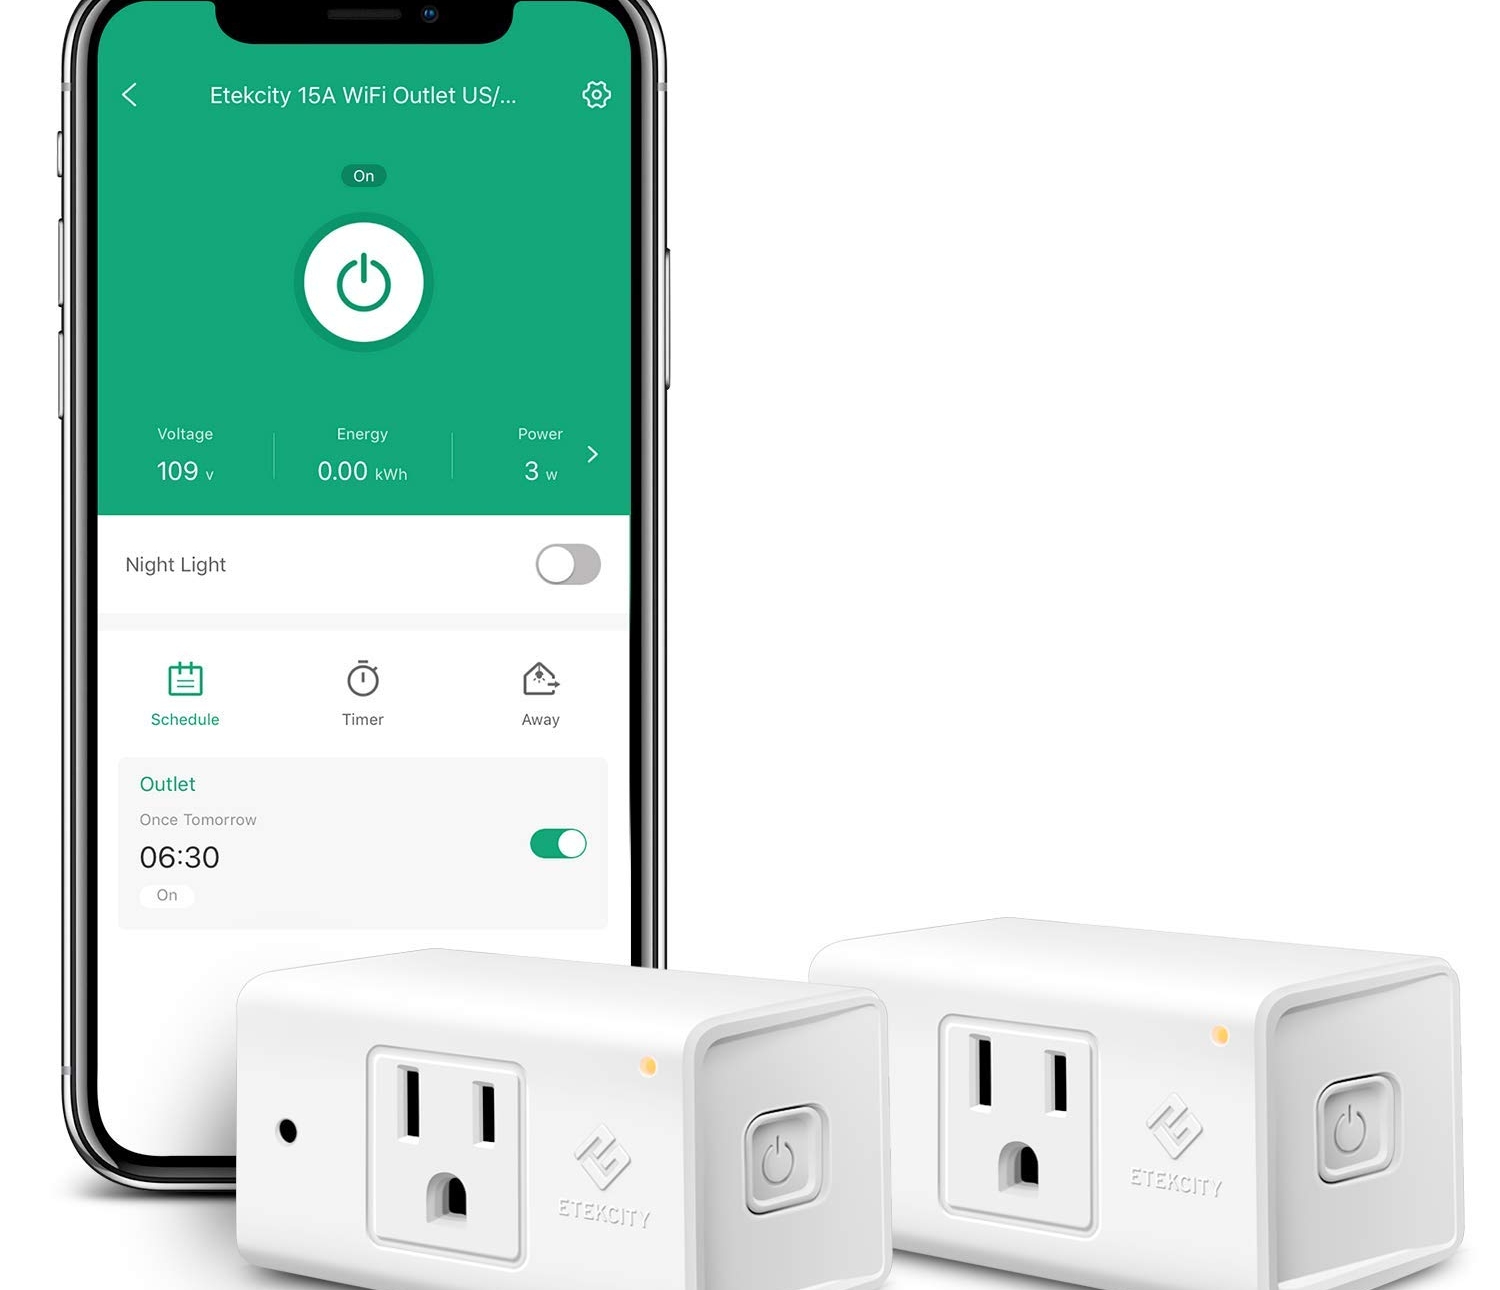 Etekcity 15A WiFi Outlet US/...
On
Voltage
Energy
Power
109 v
0.00 kWh
3 w
Night Light
Schedule
Timer
Away
Outlet
Once Tomorrow
06:30
On
ETEKCITY
ETEKCITY